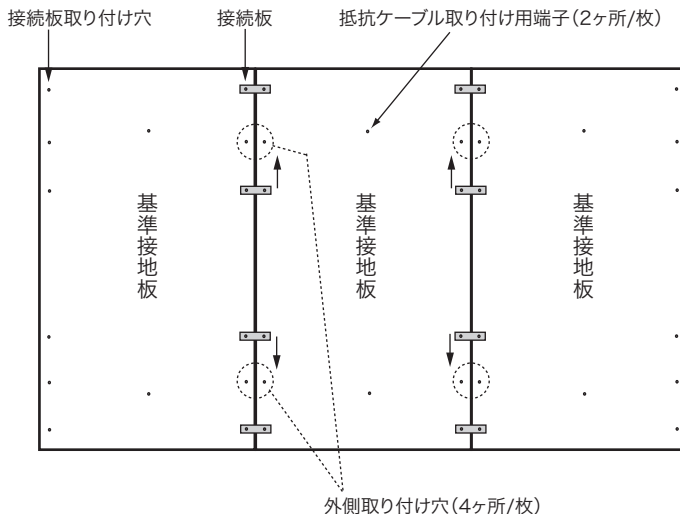 接続板取り付け穴
接続板
抵抗ケーブル取り付け用端子(2ヶ所/枚)
基準接地板
基準接地板
基準接地板
外側取り付け穴(4ヶ所/枚)